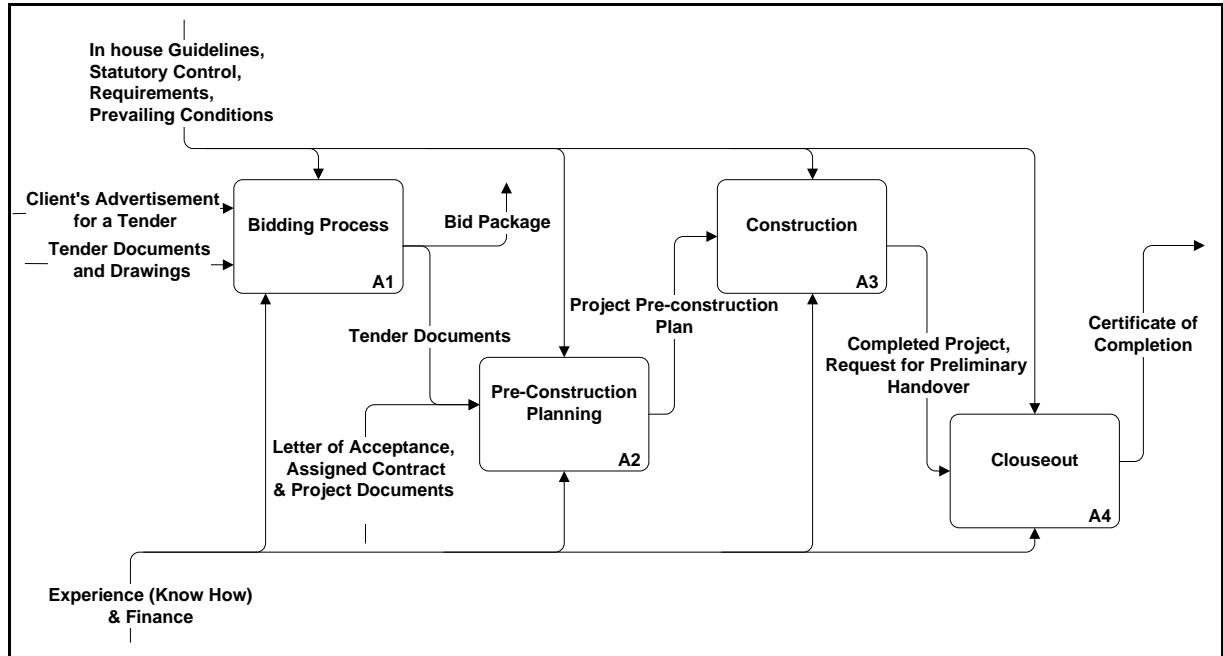 In house Guidelines,
Statutory Control,
Requirements,
Prevailing Conditions
Client's Advertisement
for a Tender
Tender Documents
and Drawings
Bidding Process
A1
Bid Package
Tender Documents
Letter of Acceptance,
Assigned Contract
& Project Documents
Pre-Construction
Planning
A2
Project Pre-construction
Plan
Construction
A3
Completed Project,
Request for Preliminary
Handover
Clouseout
A4
Certificate of
Completion
Experience (Know How)
& Finance